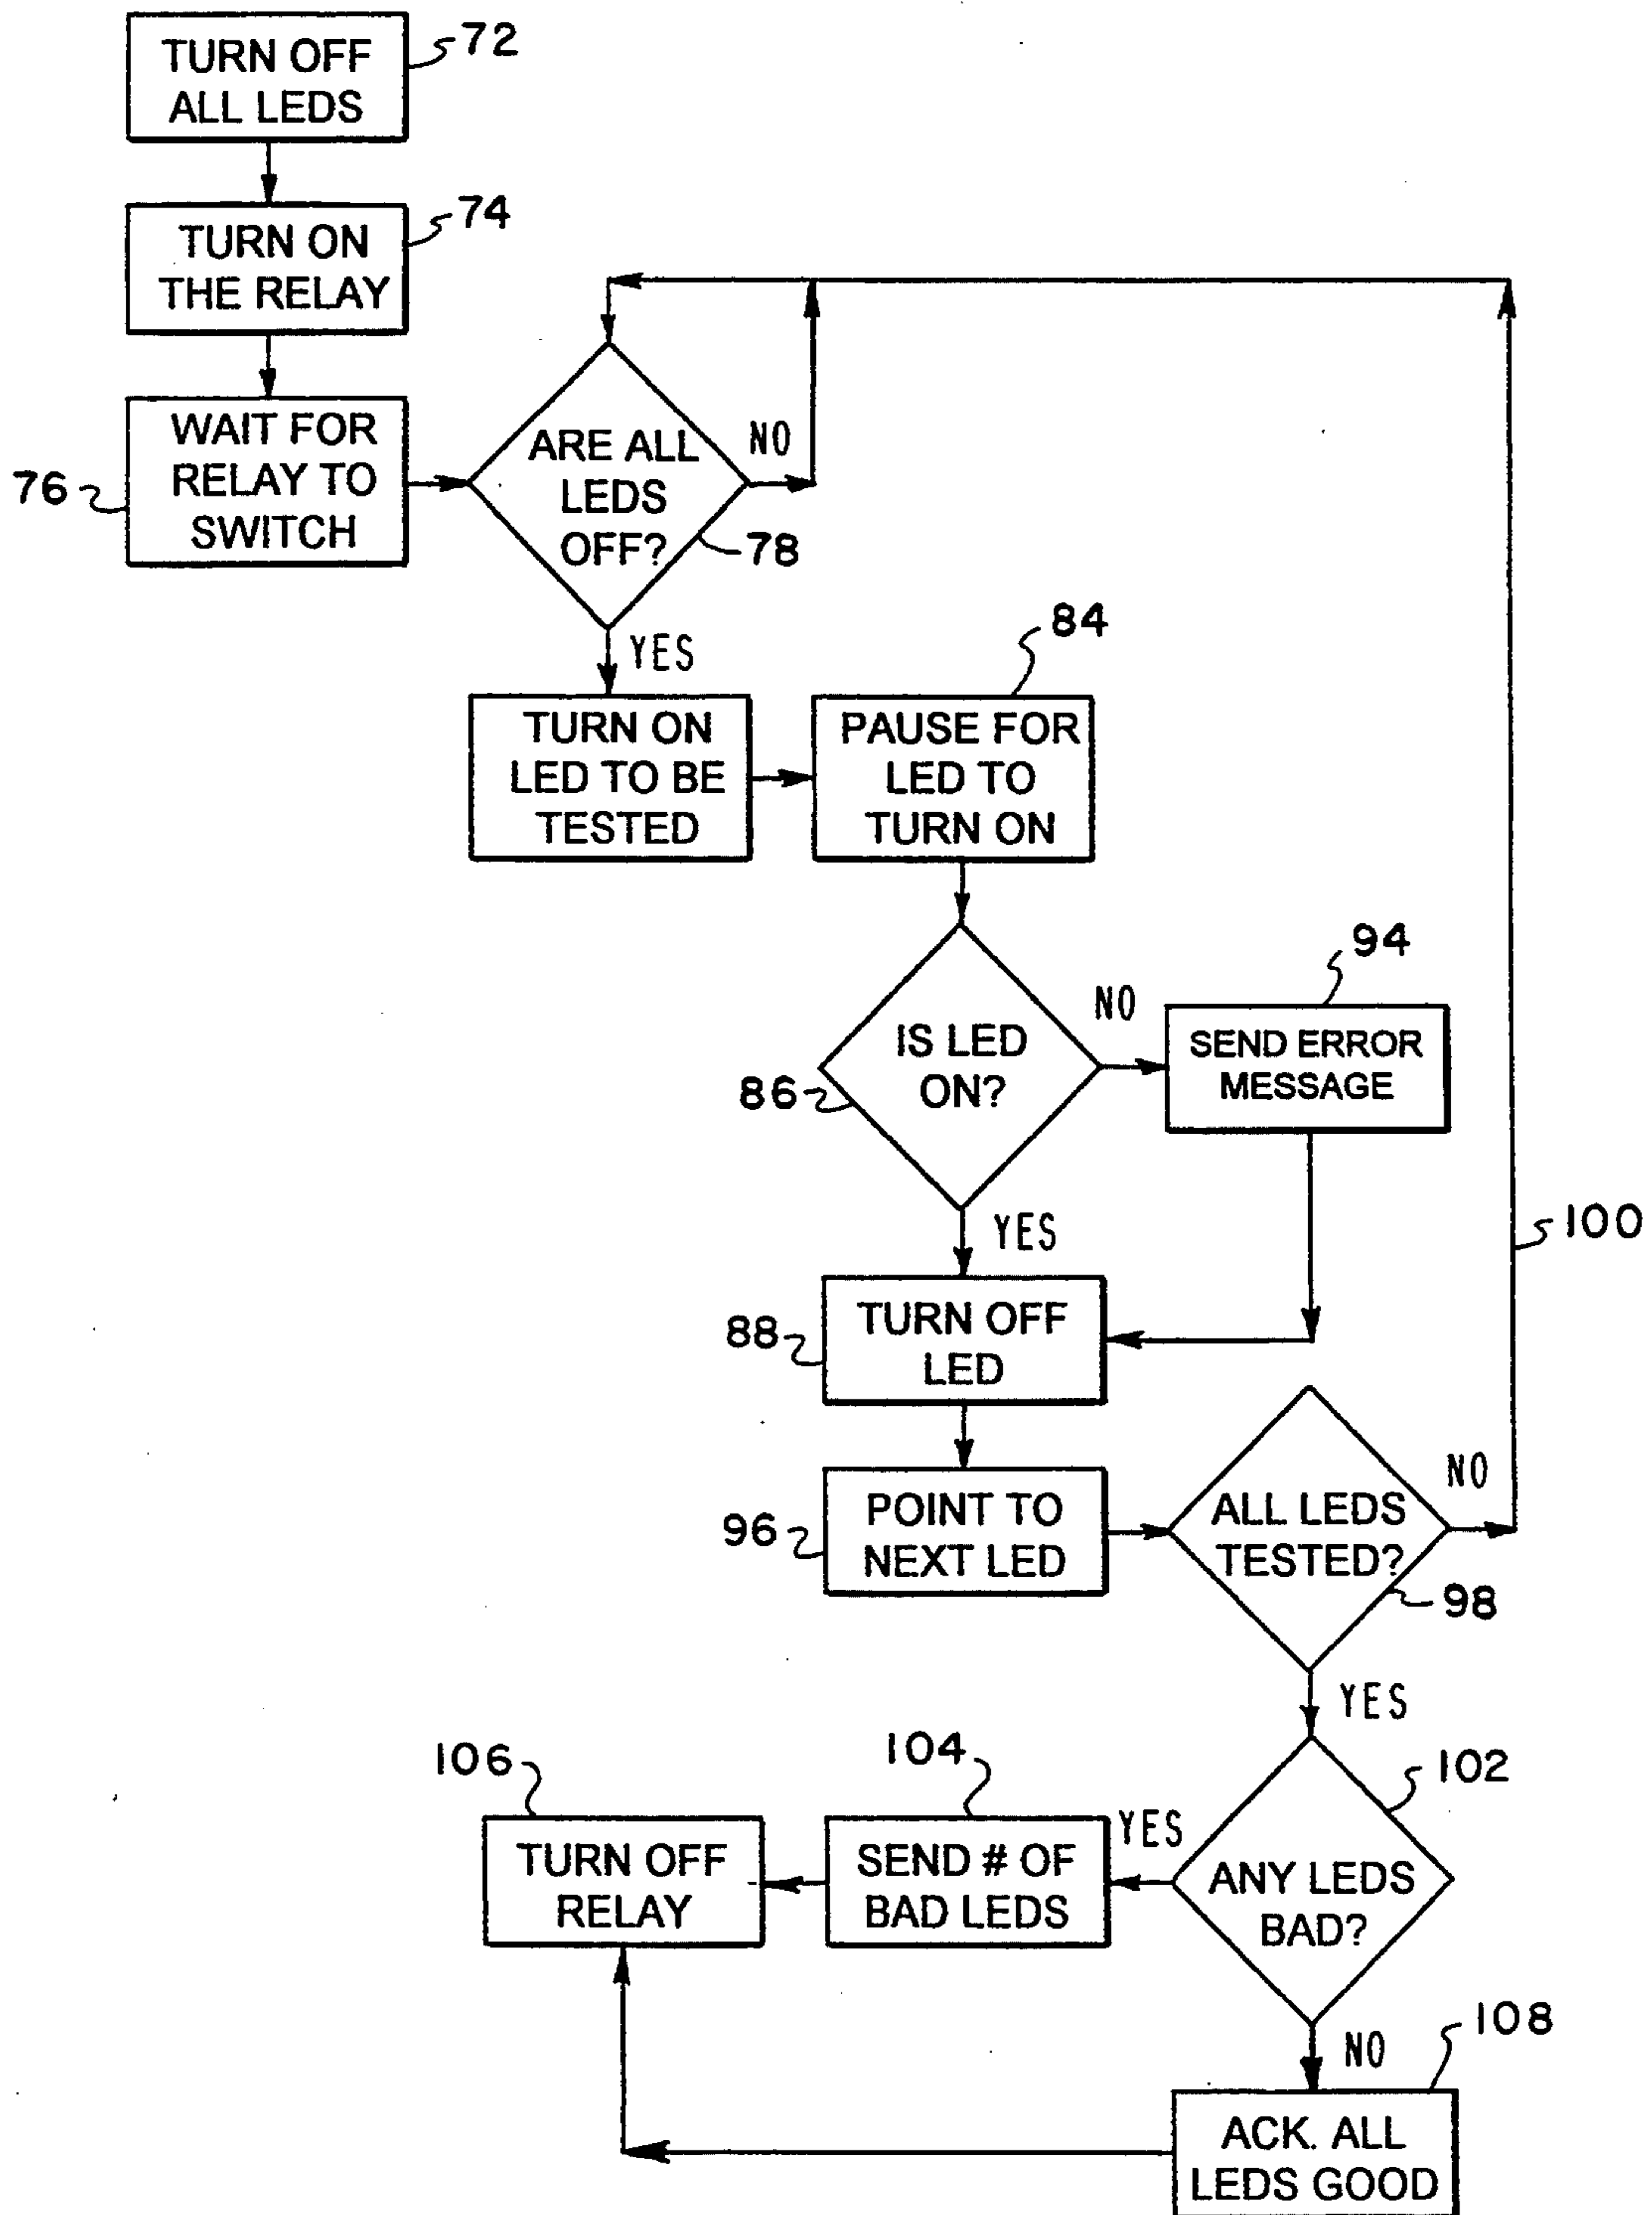 TURN OFF
ALL LEDS
72
TURN ON
THE RELAY
74
WAIT FOR
RELAY TO
SWITCH
76
ARE ALL
LEDS
OFF?
NO
78
YES
TURN ON
LED TO BE
TESTED
84
PAUSE FOR
LED TO
TURN ON
IS LED
ON?
86
NO
94
SEND ERROR
MESSAGE
YES
100
TURN OFF
LED
88
POINT TO
NEXT LED
96
ALL LEDS
TESTED?
NO
98
YES
102
ANY LEDS
BAD?
YES
104
SEND # OF
BAD LEDS
106
TURN OFF
RELAY
NO
108
ACK. ALL
LEDS GOOD